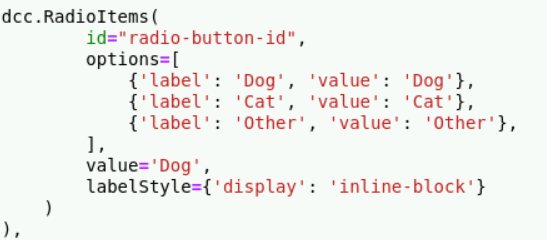 dcc.RadioItems(
        id="radio-button-id",
        options=[
            {'label': 'Dog', 'value': 'Dog'},
            {'label': 'Cat', 'value': 'Cat'},
            {'label': 'Other', 'value': 'Other'},
        ],
        value='Dog',
        labelStyle={'display': 'inline-block'}
    )
),